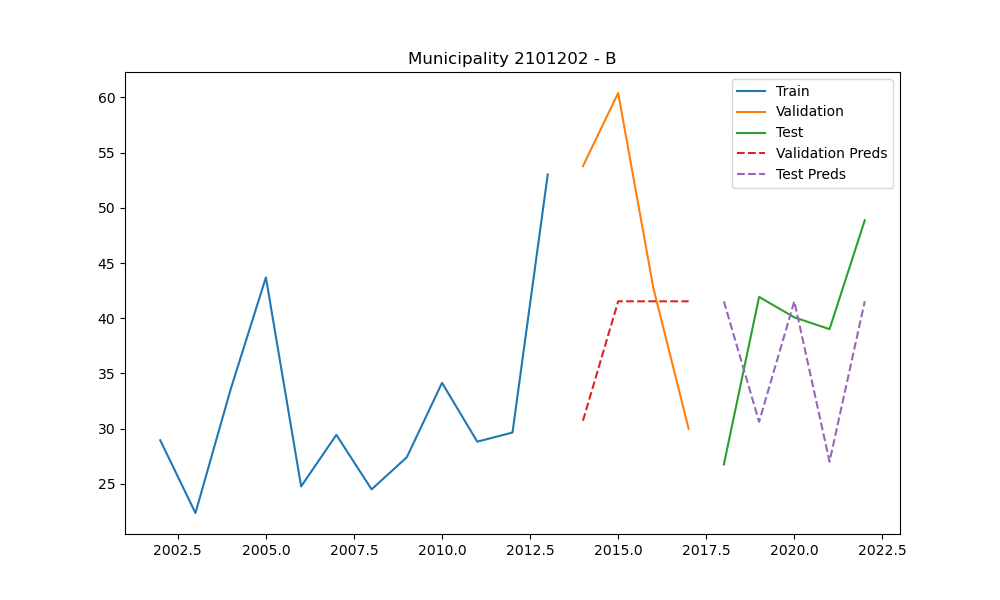 Municipality 2101202 - B
60
55
50
45
40
35
30
25
Train
Validation
Test
Validation Preds
Test Preds
2002.5 2005.0 2007.5 2010.0 2012.5 2015.0 2017.5 2020.0 2022.5